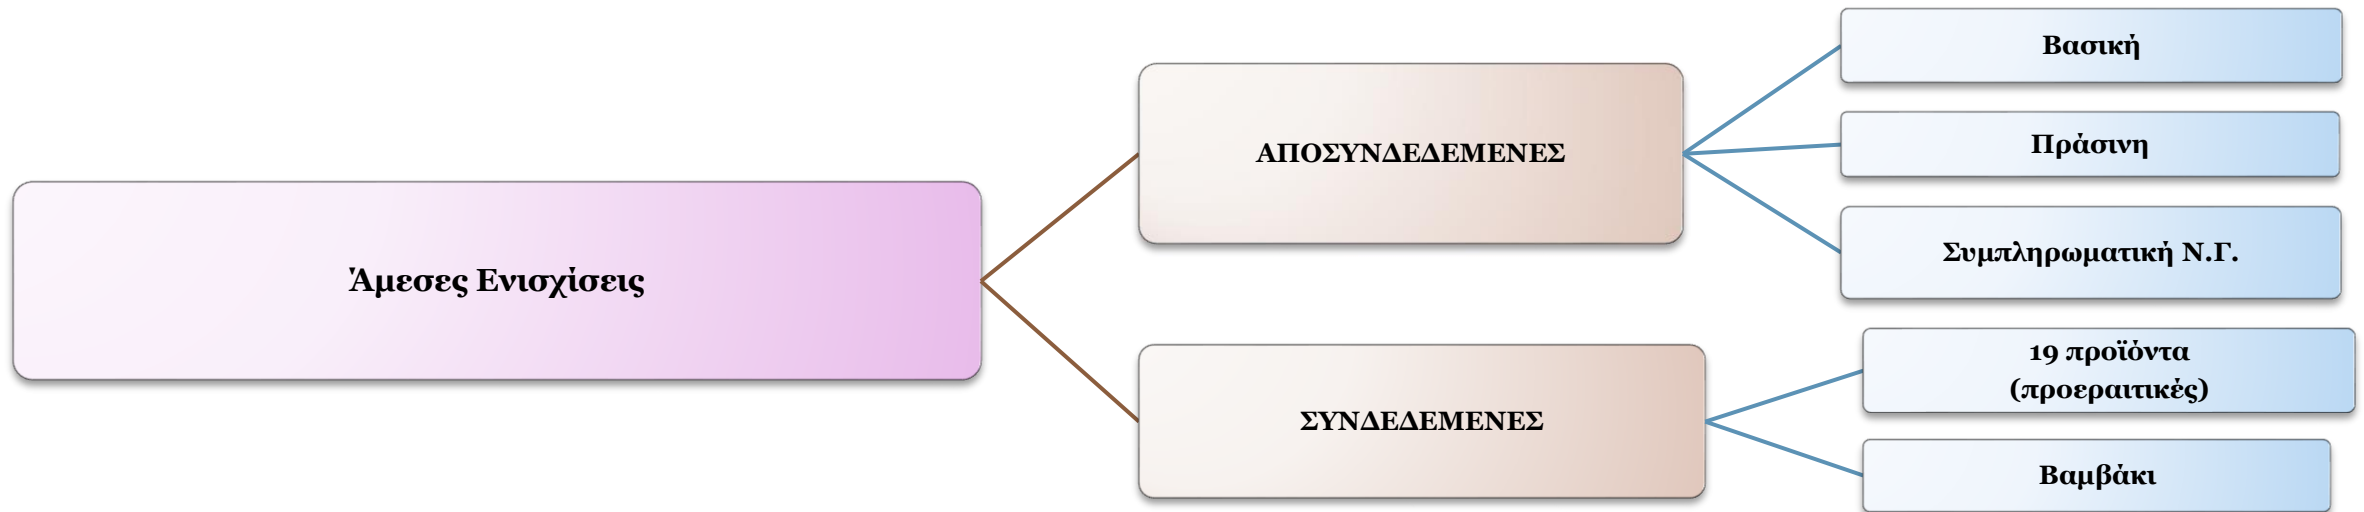 Άμεσες Ενισχίσεις
ΑΠΟΣΥΝΔΕΔΕΜΕΝΕΣ
Βασική
Πράσινη
Συμπληρωματική Ν.Γ.
ΣΥΝΔΕΔΕΜΕΝΕΣ
19 προϊόντα
(προεραιτικές)
Βαμβάκι